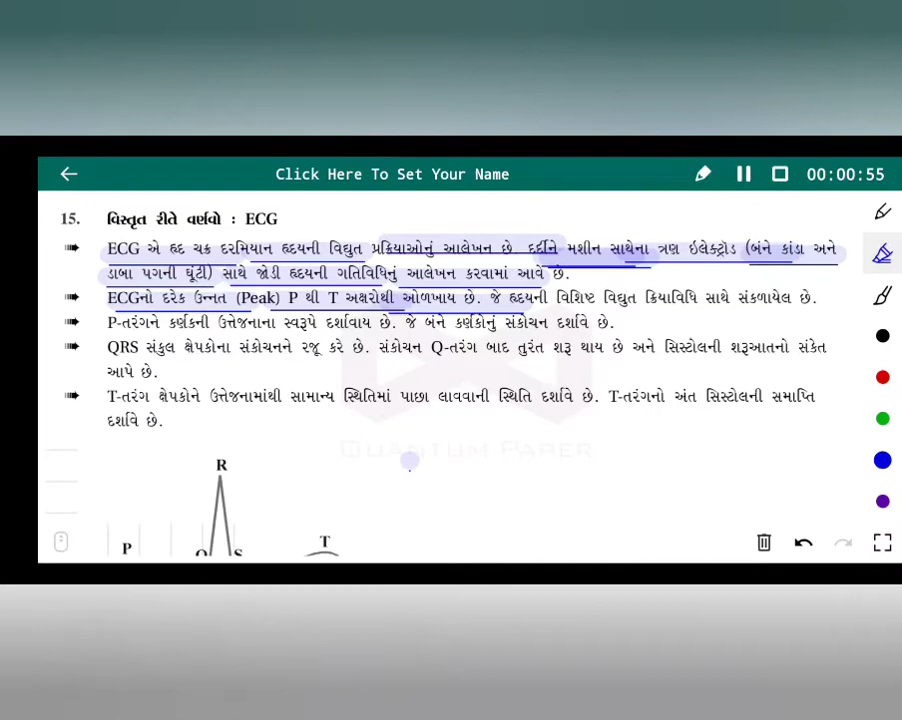 Click Here To Set Your Name
00:00:55
15. વિસ્તૃત રીતે વર્ણવો : ECG
ECG એ હૃદ ચક્ર દરમિયાન હૃદયની વિદ્યુત પ્રક્રિયાઓનું આલેખન છે. દર્દીને મશીન સાથેના ત્રણ ઇલેક્ટ્રૉડ (બંને કાંડા અને
ડાબા પગની ઘૂંટી) સાથે જોડી હૃદયની ગતિવિધિનું આલેખન કરવામાં આવે છે.
ECGનો દરેક ઉન્નત (Peak) P થી T અક્ષરોથી ઓળખાય છે. જે હૃદયની વિશિષ્ટ વિદ્યુત ક્રિયાવિધિ સાથે સંકળાયેલ છે.
P-તરંગને કર્ણકની ઉત્તેજનાના સ્વરૂપે દર્શાવાય છે. જે બંને કર્ણકોનું સંકોચન દર્શાવે છે.
QRS સંકુલ ક્ષેપકોના સંકોચનને રજૂ કરે છે. સંકોચન Q-તરંગ બાદ તુરંત શરૂ થાય છે અને સિસ્ટોલની શરૂઆતનો સંકેત
આપે છે.
T-તરંગ ક્ષેપકોને ઉત્તેજનામાંથી સામાન્ય સ્થિતિમાં પાછા લાવવાની સ્થિતિ દર્શાવે છે. T-તરંગનો અંત સિસ્ટોલની સમાપ્તિ
દર્શાવે છે.
QUANTUM PAPER
R
T
P
Q S